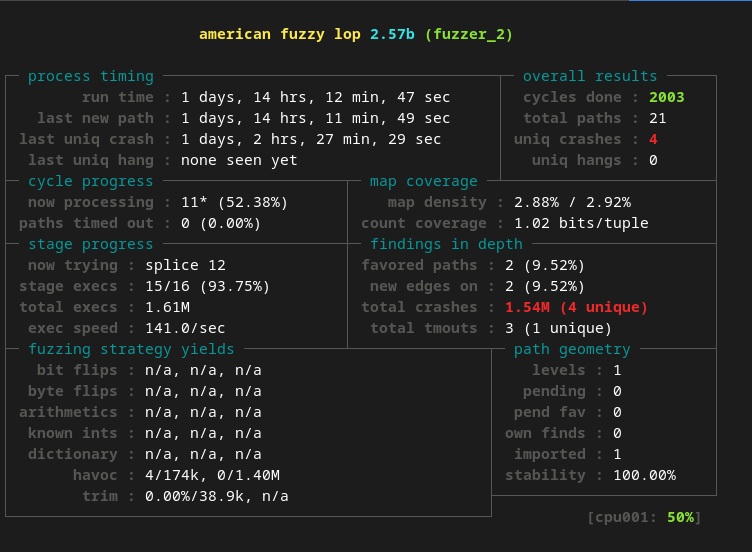 american fuzzy lop 2.57b (fuzzer_2)
process timing overall results
run time : 1 days, 14 hrs, 12 min, 47 sec cycles done : 2003
last new path : 1 days, 14 hrs, 11 min, 49 sec total paths : 21
last uniq crash : 1 days, 2 hrs, 27 min, 29 sec uniq crashes : 4
last uniq hang : none seen yet uniq hangs : 0
cycle progress map coverage
now processing : 11* (52.38%) map density : 2.88% / 2.92%
paths timed out : 0 (0.00%) count coverage : 1.02 bits/tuple
stage progress findings in depth
now trying : splice 12 favored paths : 2 (9.52%)
stage execs : 15/16 (93.75%) new edges on : 2 (9.52%)
total execs : 1.61M total crashes : 1.54M (4 unique)
exec speed : 141.0/sec total tmouts : 3 (1 unique)
fuzzing strategy yields path geometry
bit flips : n/a, n/a, n/a levels : 1
byte flips : n/a, n/a, n/a pending : 0
arithmetics : n/a, n/a, n/a pend fav : 0
known ints : n/a, n/a, n/a own finds : 0
dictionary : n/a, n/a, n/a imported : 1
havoc : 4/174k, 0/1.40M stability : 100.00%
trim : 0.00%/38.9k, n/a
[cpu001: 50%]